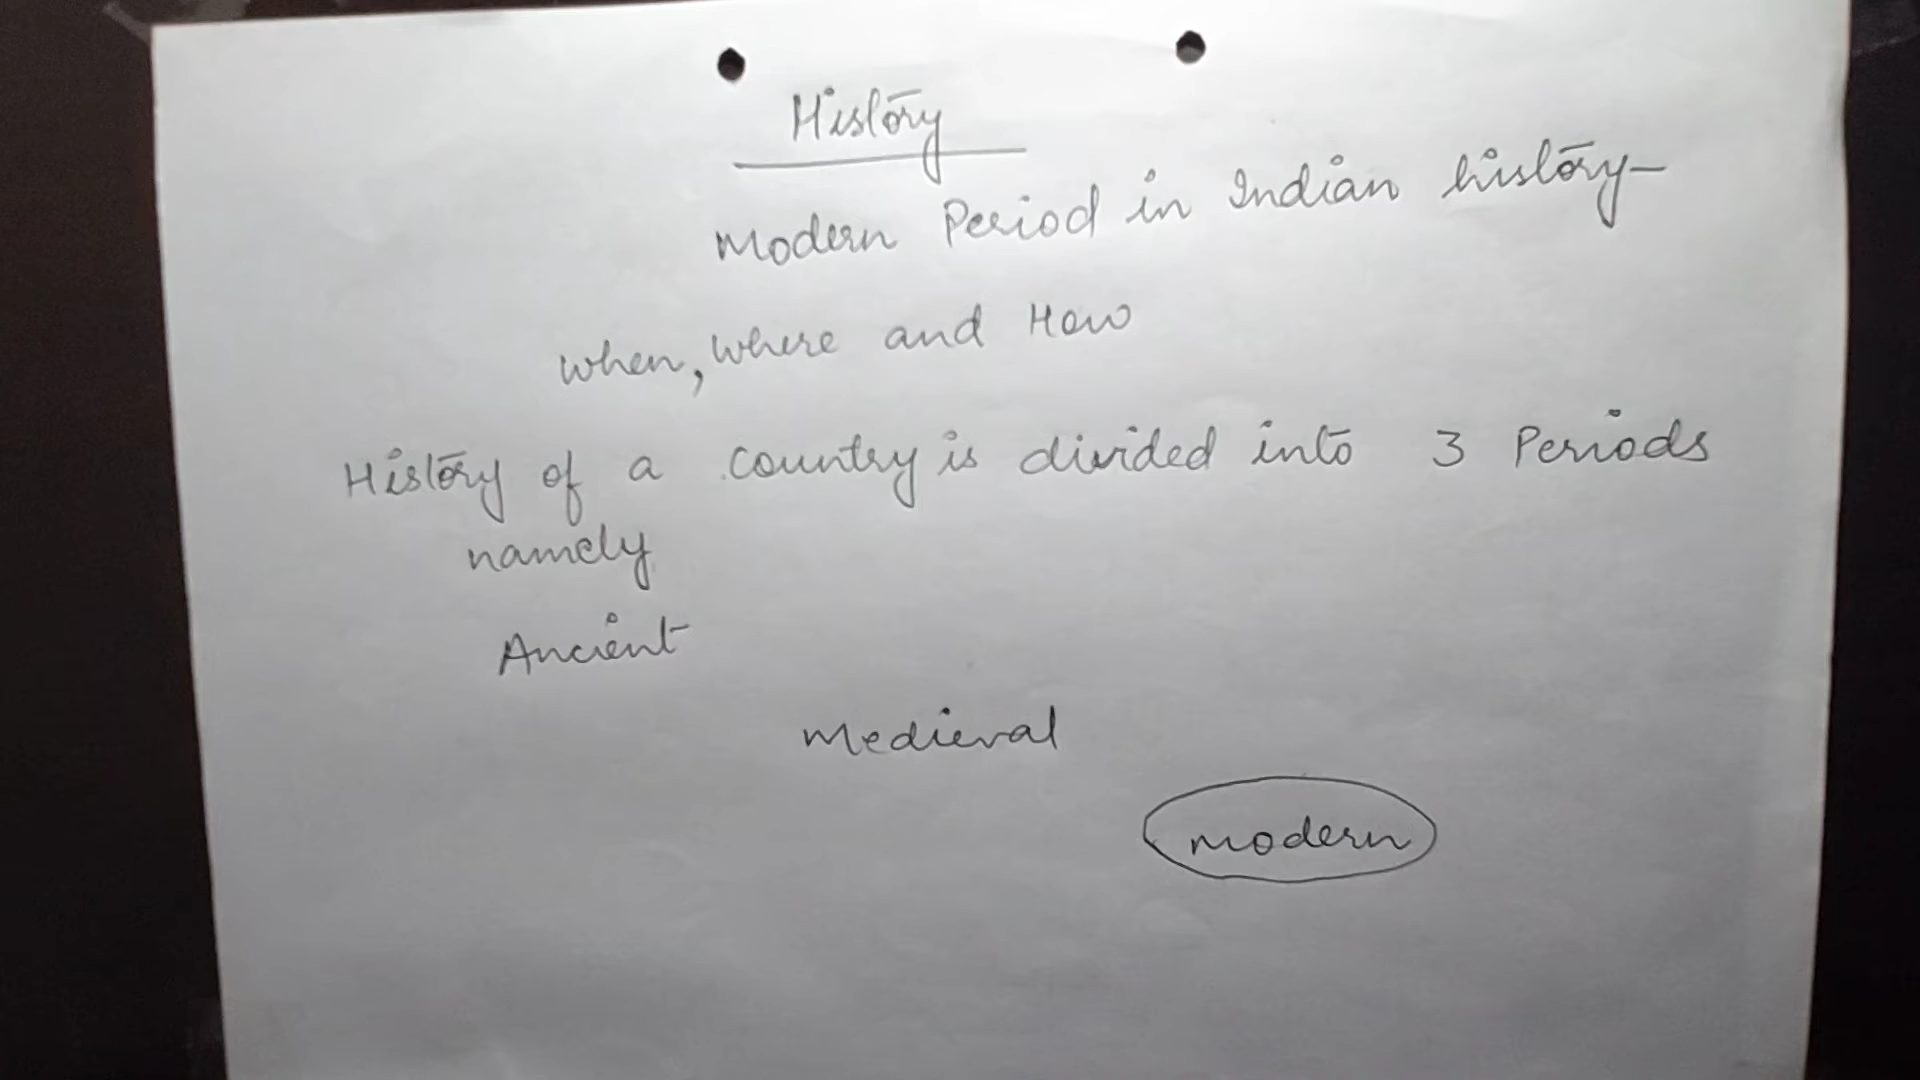 History
Modern Period in Indian history-
When, Where and How
History of a country is divided into 3 Periods
namely
Ancient
Medieval
modern